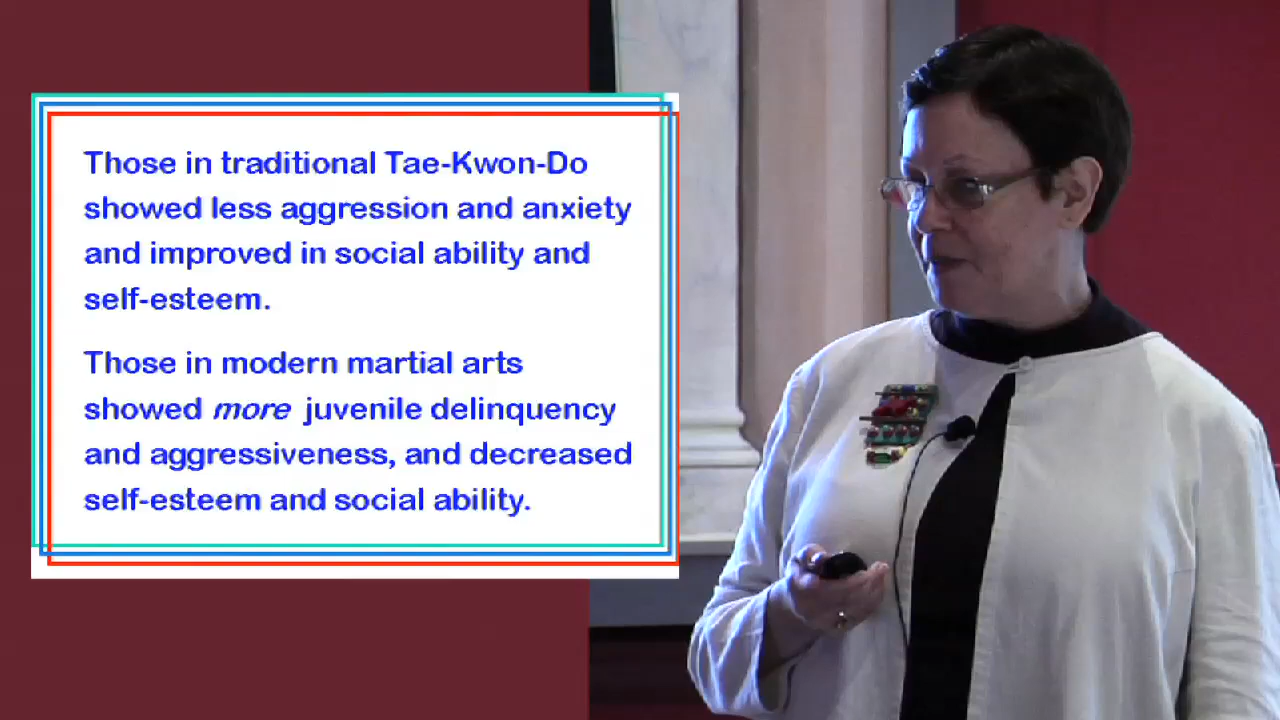 Those in traditional Tae-Kwon-Do
showed less aggression and anxiety
and improved in social ability and
self-esteem.
Those in modern martial arts
showed more juvenile delinquency
and aggressiveness, and decreased
self-esteem and social ability.